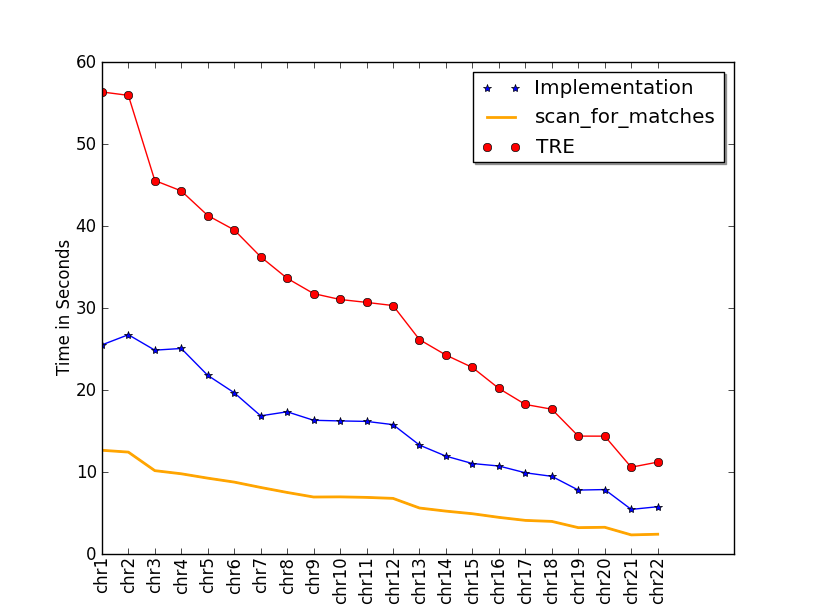 60
50
40
30
20
10
0
Time in Seconds
Implementation
scan_for_matches
TRE
chr1
chr2
chr3
chr4
chr5
chr6
chr7
chr8
chr9
chr10
chr11
chr12
chr13
chr14
chr15
chr16
chr17
chr18
chr19
chr20
chr21
chr22